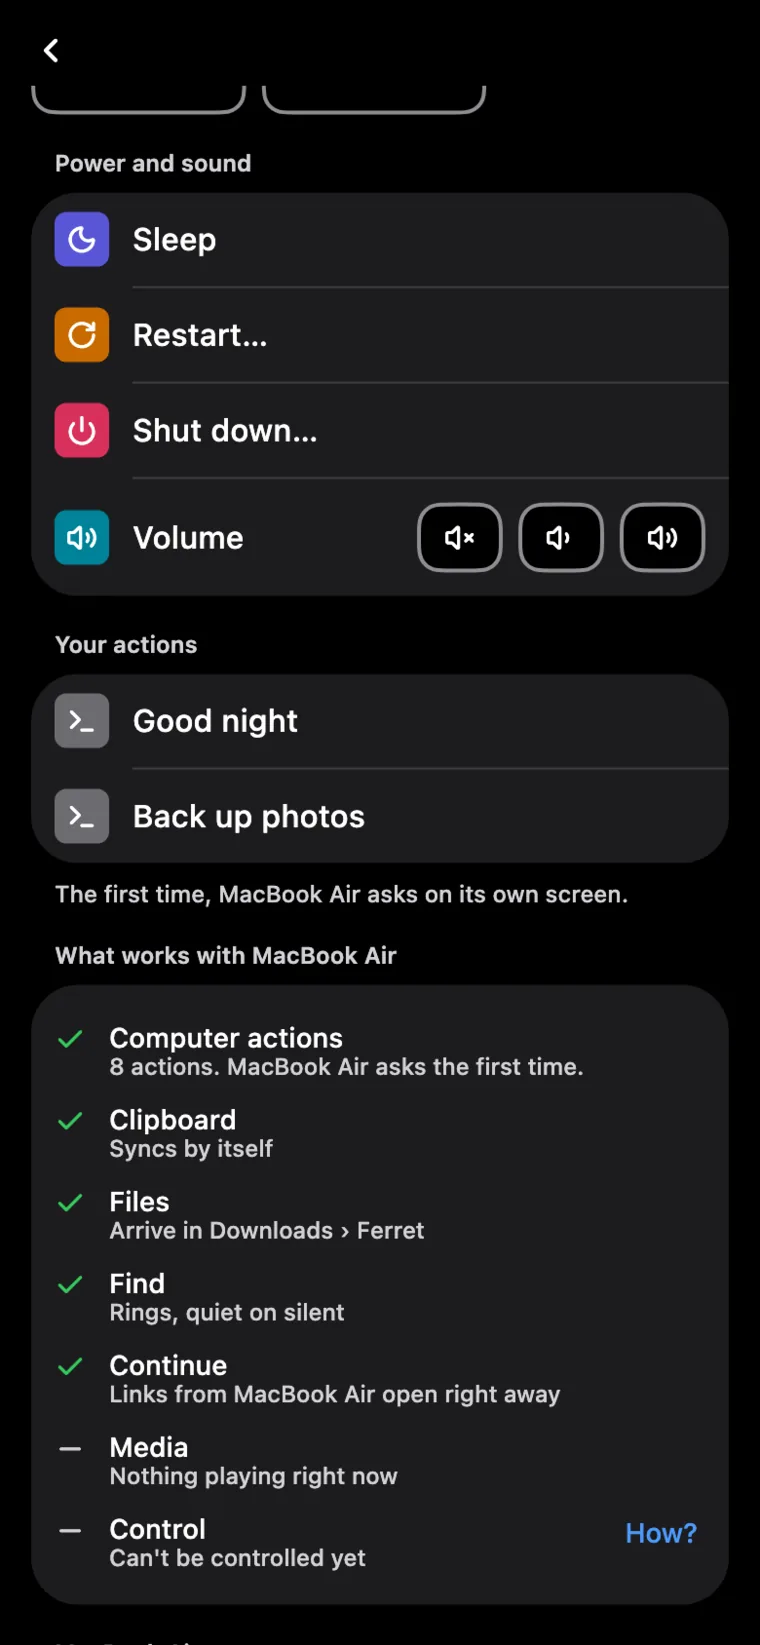 Power and sound
Sleep
Restart...
Shut down...
Volume
Your actions
Good night
Back up photos
The first time, MacBook Air asks on its own screen.
What works with MacBook Air
Computer actions
8 actions. MacBook Air asks the first time.
Clipboard
Syncs by itself
Files
Arrive in Downloads › Ferret
Find
Rings, quiet on silent
Continue
Links from MacBook Air open right away
Media
Nothing playing right now
Control
How?
Can't be controlled yet